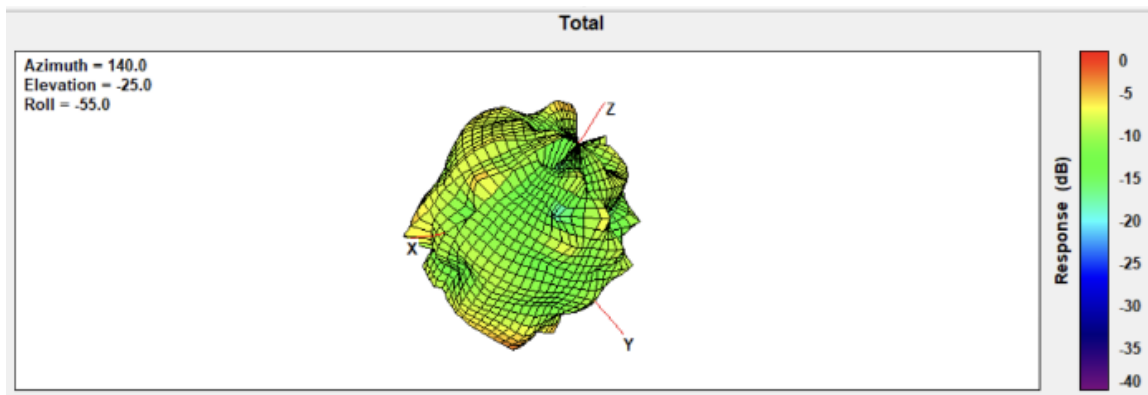 Total
Azimuth = 140.0
Elevation = -25.0
Roll = -55.0
Z
X
Y
Response (dB)
0
-5
-10
-15
-20
-25
-30
-35
-40